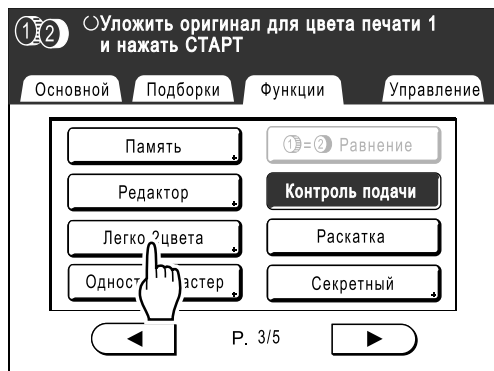 ①② Уложить оригинал для цвета печати 1
и нажать СТАРТ
Основной Подборки Функции Управление
Память ①=② Равнение
Редактор Контроль подачи
Легко 2цвета Раскатка
Секретный
P. 3/5